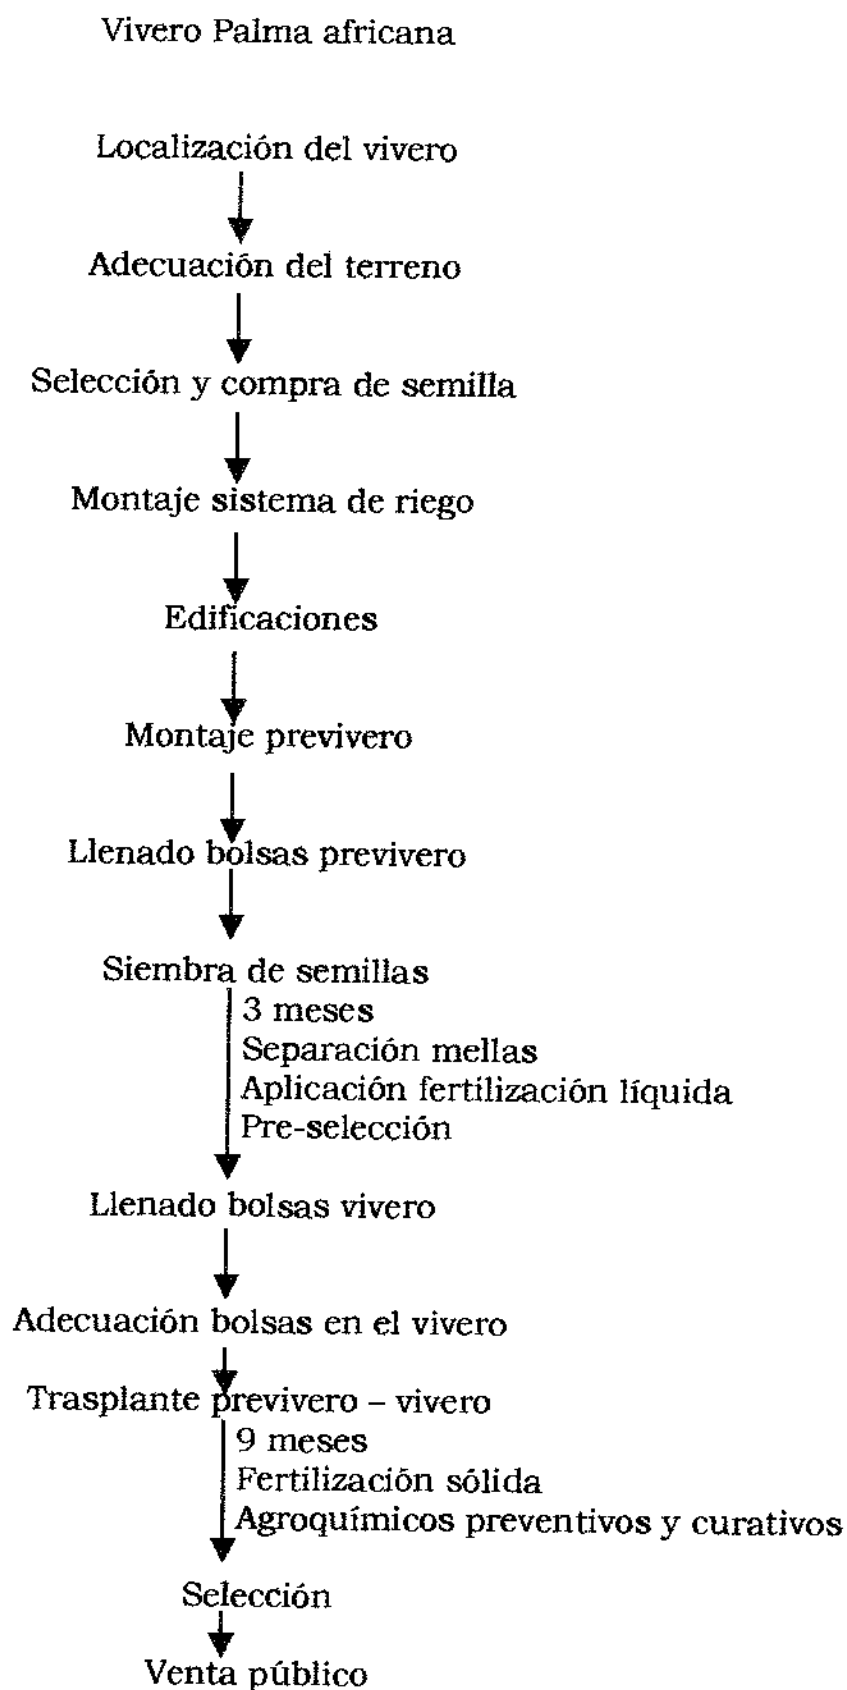 Vivero Palma africana
Localización del vivero
Adecuación del terreno
Selección y compra de semilla
Montaje sistema de riego
Edificaciones
Montaje previvero
Llenado bolsas previvero
Siembra de semillas
3 meses
Separación mellas
Aplicación fertilización líquida
Pre-selección
Llenado bolsas vivero
Adecuación bolsas en el vivero
Trasplante previvero – vivero
9 meses
Fertilización sólida
Agroquímicos preventivos y curativos
Selección
Venta público